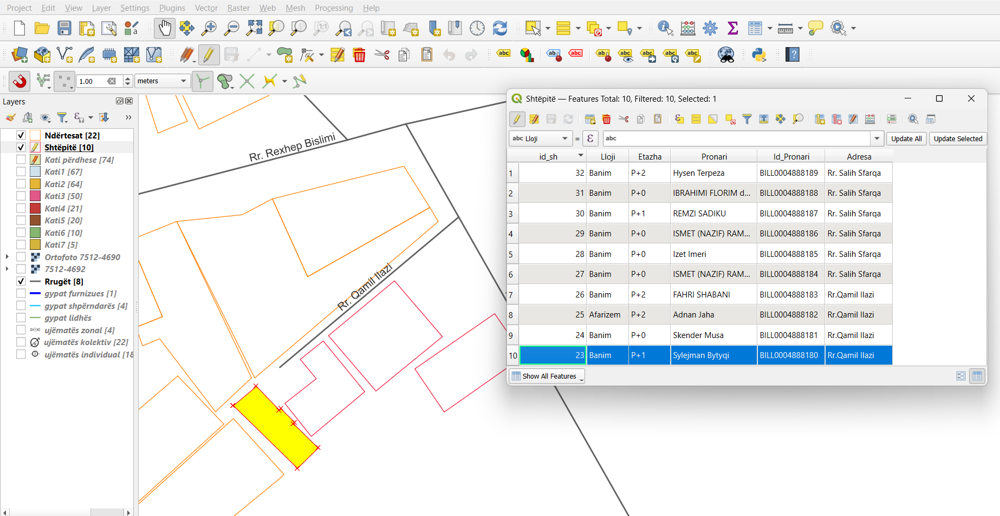 Project Edit View Layer Settings Plugins Vector Raster Web Mesh Processing Help
1:1
a
abc ab abc ab abc abc abc abc
?
1.00 meters
Layers
»
Ndërtesat [22]
Shtëpitë [10]
Kati përdhese [74]
Kati1 [67]
Kati2 [64]
Kati3 [50]
Kati4 [21]
Kati5 [20]
Kati6 [10]
Kati7 [5]
Ortofoto 7512-4690
7512-4692
Rrugët [8]
gypat furnizues [1]
gypat shpërndarës [4]
gypat lidhës
ujëmatës zonal [4]
ujëmatës kolektiv [22]
ujëmatës individual [18
Rr. Rexhep Bislimi
Rr. Qamil Ilazi
Shtëpitë — Features Total: 10, Filtered: 10, Selected: 1
abc Lloji = ε abc Update All Update Selected
id_sh Lloji Etazha Pronari Id_Pronari Adresa
1 32 Banim P+2 Hysen Terpeza BILL0004888189 Rr. Salih Sfarqa
2 31 Banim P+0 IBRAHIMI FLORIM d... BILL0004888188 Rr. Salih Sfarqa
3 30 Banim P+1 REMZI SADIKU BILL0004888187 Rr. Salih Sfarqa
4 29 Banim P+0 ISMET (NAZIF) RAM... BILL0004888186 Rr. Salih Sfarqa
5 28 Banim P+0 Izet Imeri BILL0004888185 Rr. Salih Sfarqa
6 27 Banim P+0 ISMET (NAZIF) RAM... BILL0004888184 Rr. Salih Sfarqa
7 26 Banim P+2 FAHRI SHABANI BILL0004888183 Rr.Qamil Ilazi
8 25 Afarizem P+2 Adnan Jaha BILL0004888182 Rr.Qamil Ilazi
9 24 Banim P+0 Skender Musa BILL0004888181 Rr.Qamil Ilazi
10 23 Banim P+1 Sylejman Bytyqi BILL0004888180 Rr.Qamil Ilazi
Show All Features